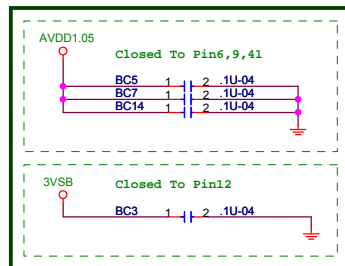 AVDD1.05
Closed To Pin6,9,41
BC5 1 2 .1U-04
BC7 1 2 .1U-04
BC14 1 2 .1U-04
3VSB
Closed To Pin12
BC3 1 2 .1U-04